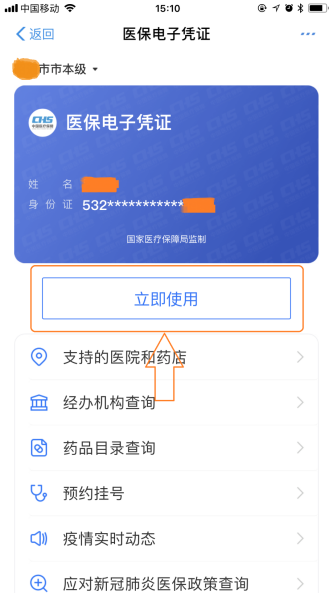 中国移动
15:10
返回
医保电子凭证
市市本级
CHS
医保电子凭证
姓 名
身份证 532***********
国家医疗保障局监制
立即使用
支持的医院和药店
经办机构查询
药品目录查询
预约挂号
疫情实时动态
应对新冠肺炎医保政策查询